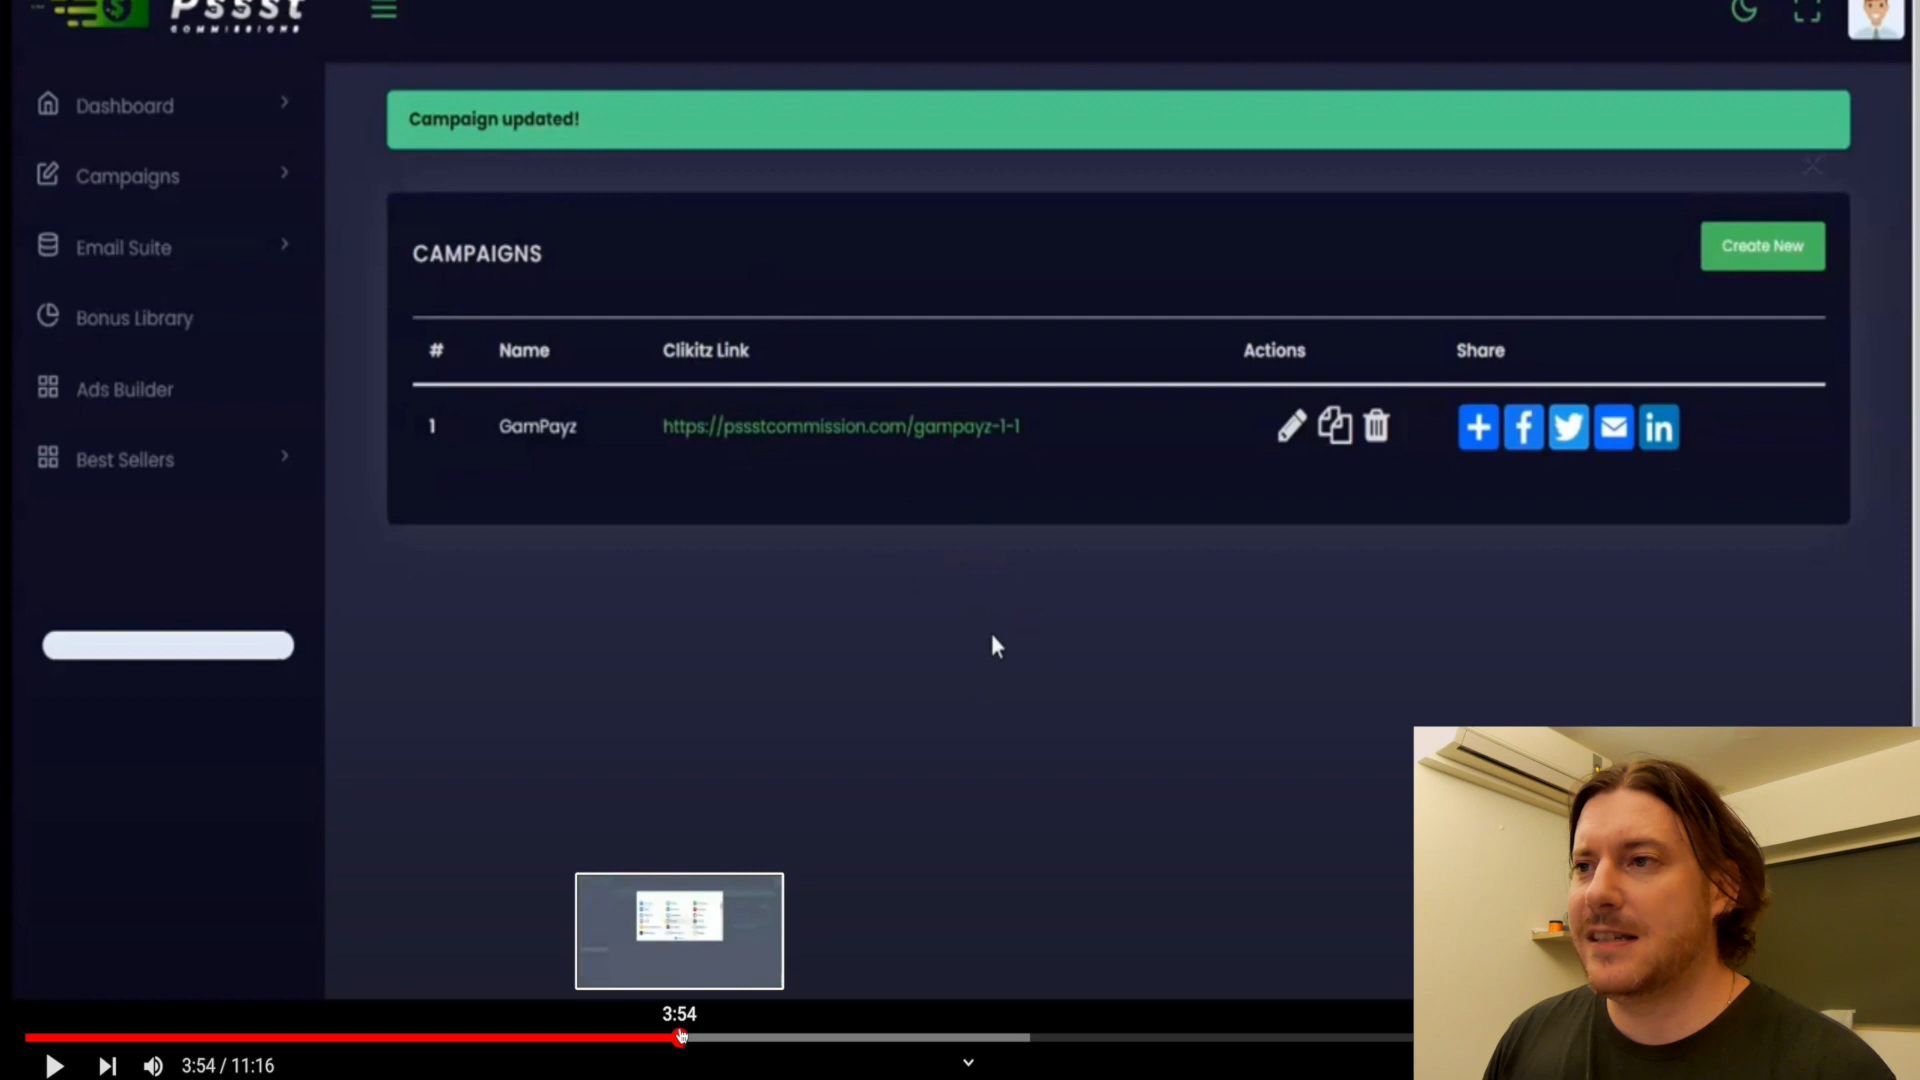 Pssst
COMMISSIONS
Dashboard
Campaigns
Email Suite
Bonus Library
Ads Builder
Best Sellers
Campaign updated!
CAMPAIGNS
Create New
# Name Clikitz Link Actions Share
1 GamPayz https://pssstcommission.com/gampayz-1-1
3:54
3:54 / 11:16